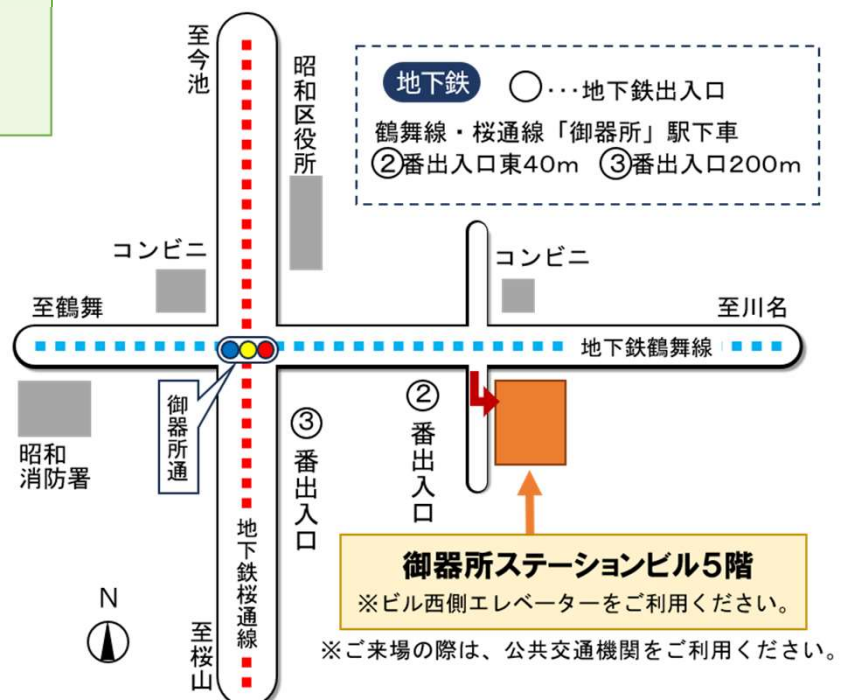 至今池
昭和区役所
地下鉄 ○･･･地下鉄出入口
鶴舞線・桜通線「御器所」駅下車
②番出入口東40m ③番出入口200m
コンビニ
コンビニ
至鶴舞
至川名
地下鉄鶴舞線
御器所通
昭和
消防署
③番出入口
②番出入口
地下鉄桜通線
至桜山
御器所ステーションビル5階
※ビル西側エレベーターをご利用ください。
※ご来場の際は、公共交通機関をご利用ください。
N